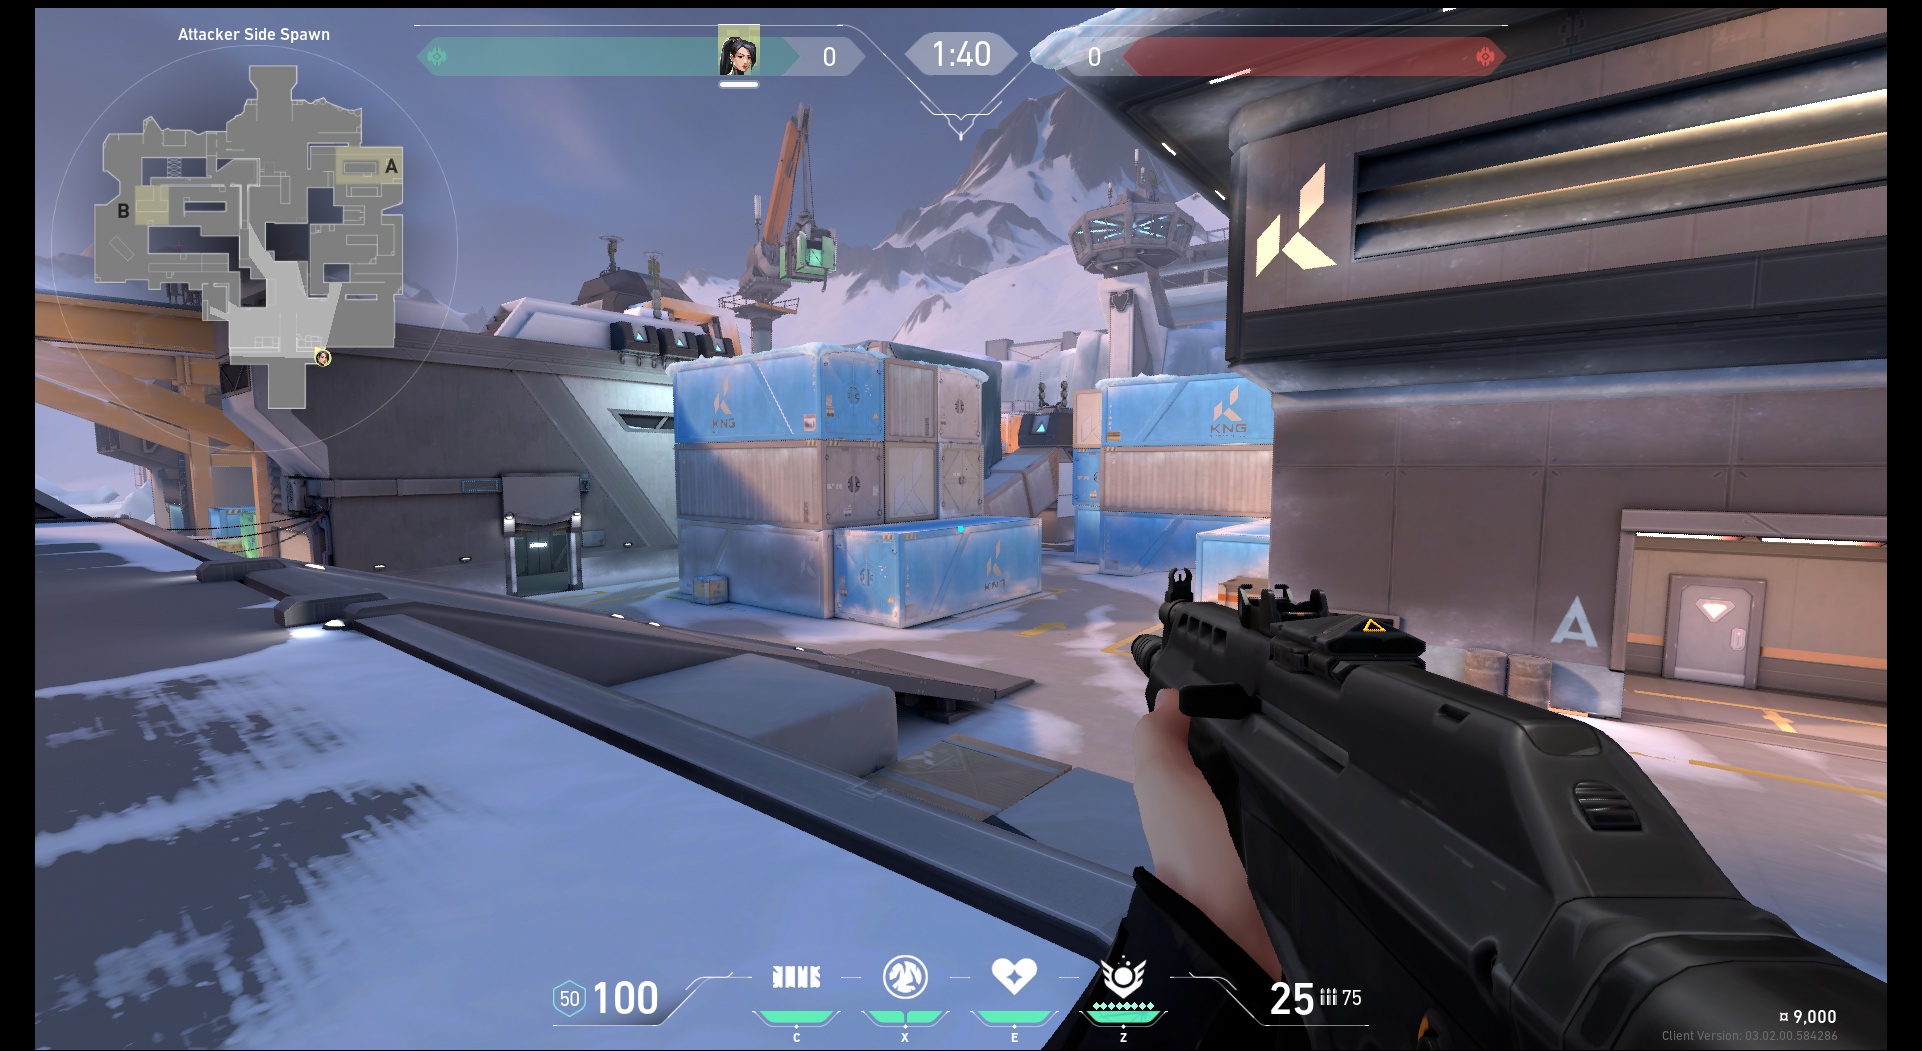 Attacker Side Spawn
0
1:40
0
A
B
KNG
KNG
KNG
A
50
100
C
X
E
Z
25
75
¤ 9,000
Client Version: 03.02.00.584286